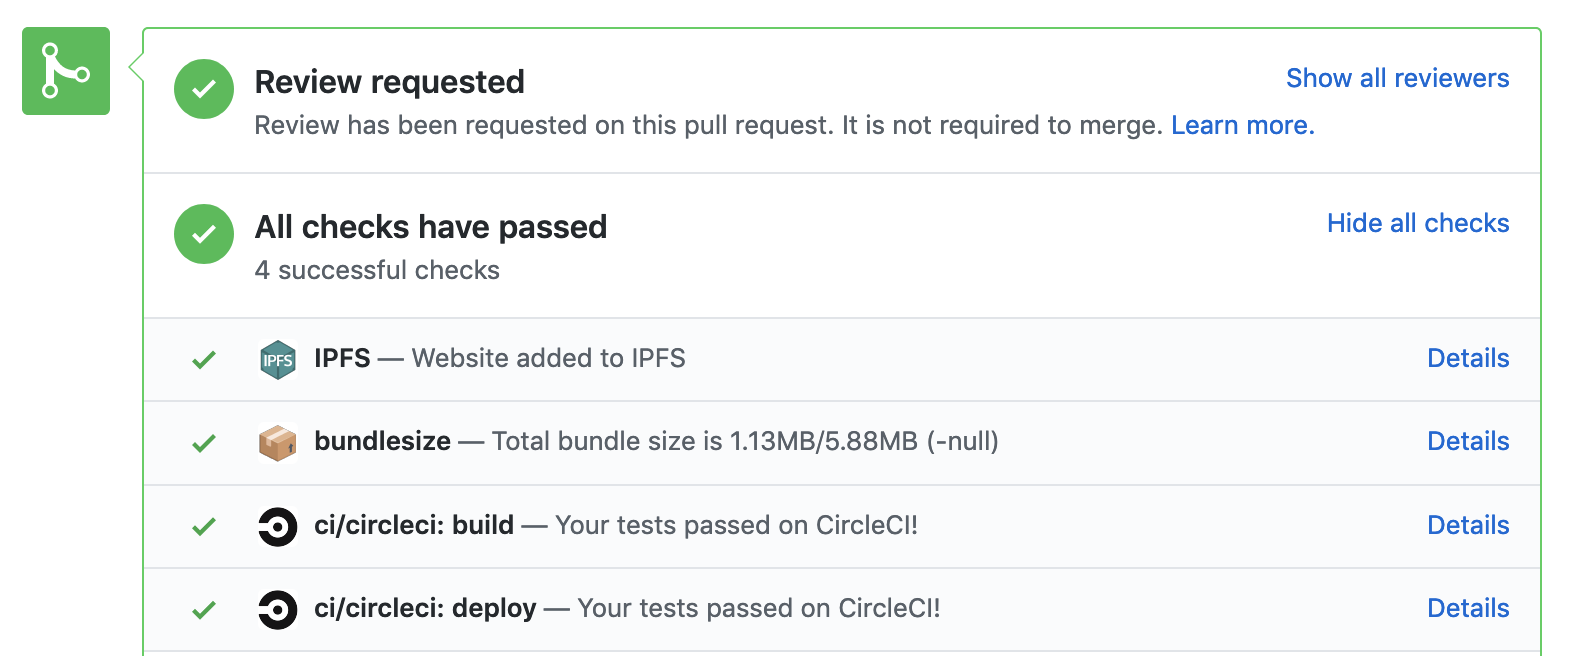 Review requested
Show all reviewers
Review has been requested on this pull request. It is not required to merge. Learn more.
All checks have passed
Hide all checks
4 successful checks
IPFS IPFS — Website added to IPFS Details
bundlesize — Total bundle size is 1.13MB/5.88MB (-null) Details
ci/circleci: build — Your tests passed on CircleCI! Details
ci/circleci: deploy — Your tests passed on CircleCI! Details